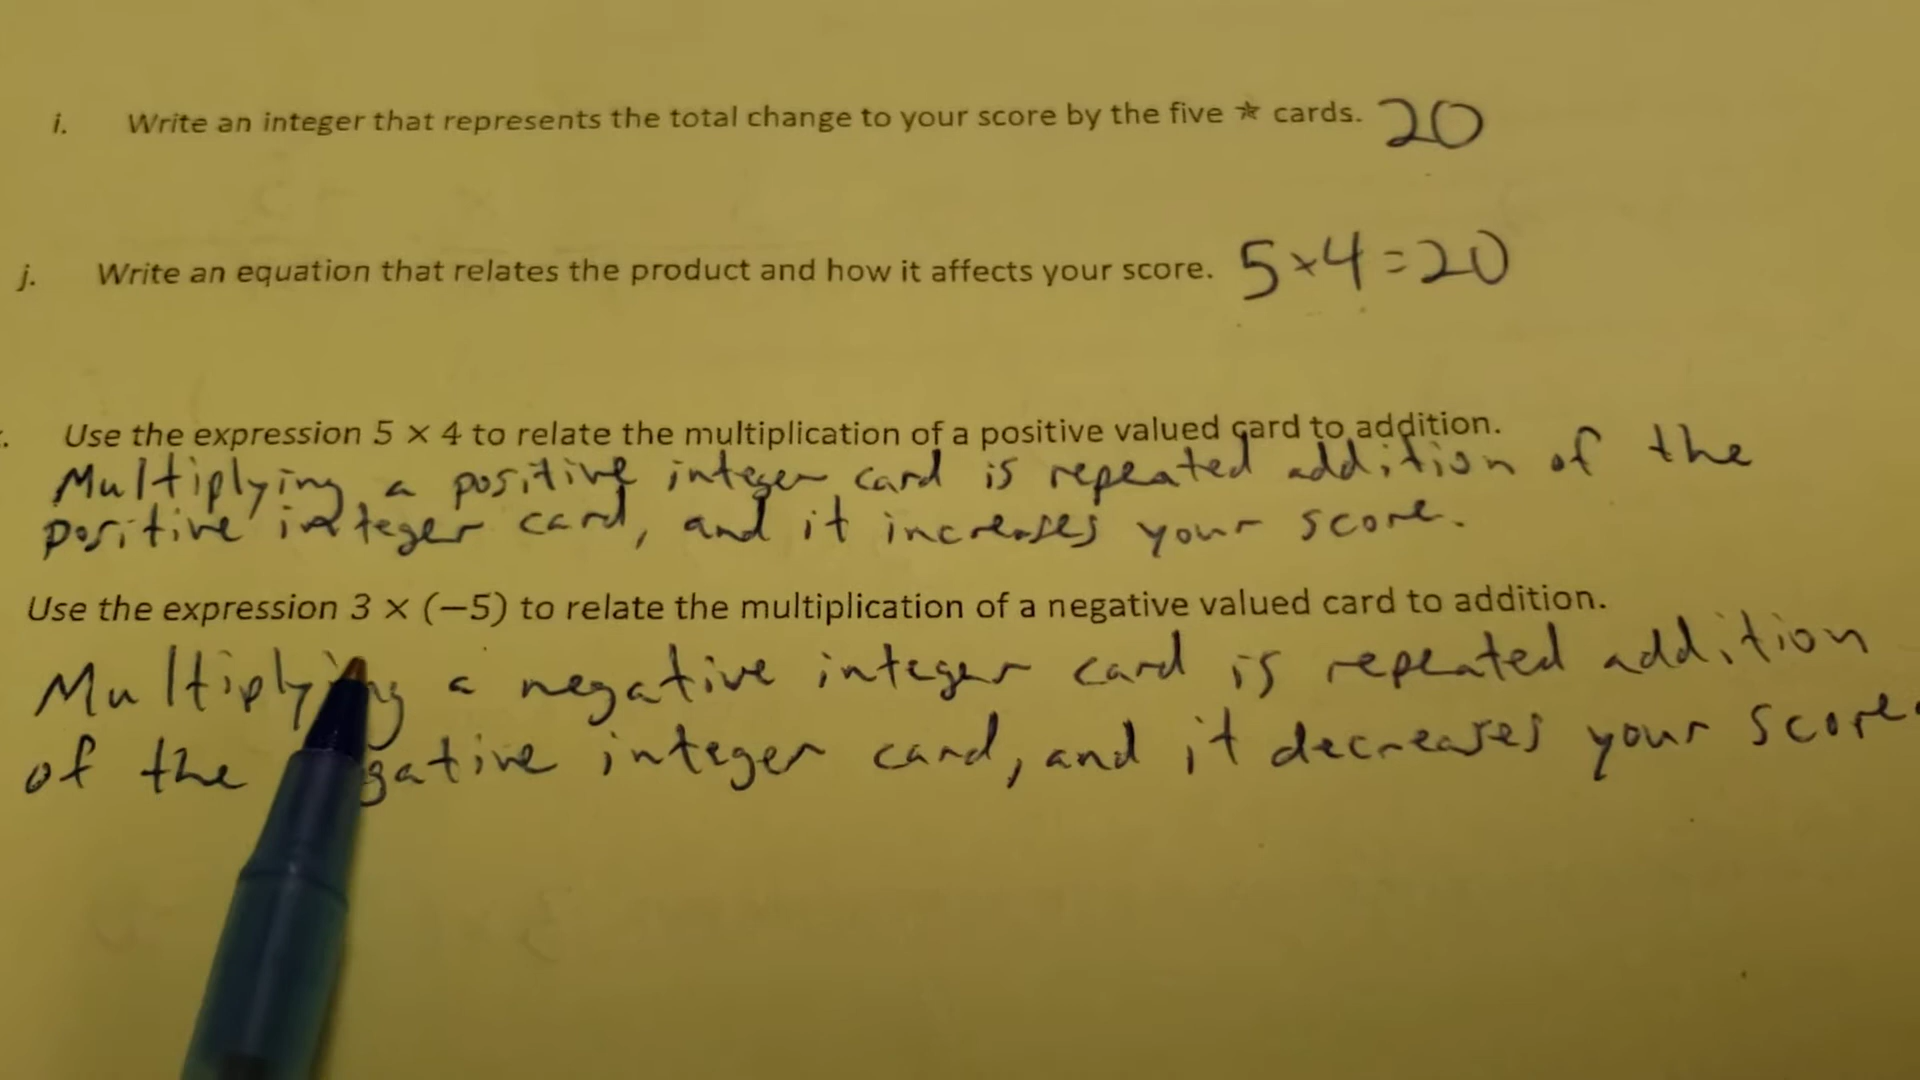 i. Write an integer that represents the total change to your score by the five ★ cards. 20
j. Write an equation that relates the product and how it affects your score. 5×4=20
Use the expression 5 × 4 to relate the multiplication of a positive valued card to addition.
Multiplying a positive integer card is repeated addition of the
positive integer card, and it increases your score.
Use the expression 3 × (−5) to relate the multiplication of a negative valued card to addition.
Multiplying a negative integer card is repeated addition
of the gative integer card, and it decreases your score.